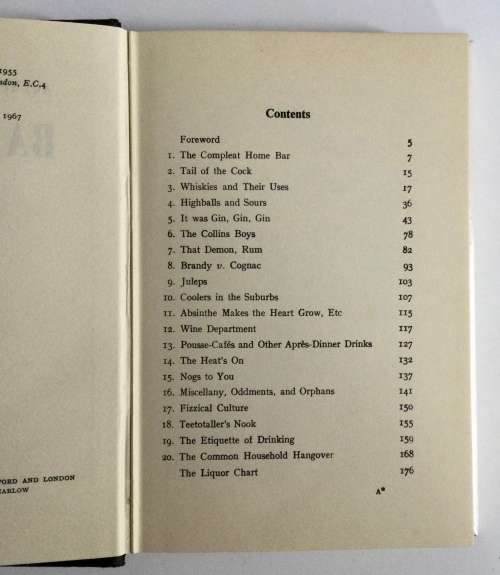 1955
London, E.C.4
1967
BA
OXFORD AND LONDON
HARLOW
Contents
Foreword 5
1. The Compleat Home Bar 7
2. Tail of the Cock 15
3. Whiskies and Their Uses 17
4. Highballs and Sours 36
5. It was Gin, Gin, Gin 43
6. The Collins Boys 78
7. That Demon, Rum 82
8. Brandy v. Cognac 93
9. Juleps 103
10. Coolers in the Suburbs 107
11. Absinthe Makes the Heart Grow, Etc 115
12. Wine Department 117
13. Pousse-Cafés and Other Après-Dinner Drinks 127
14. The Heat's On 132
15. Nogs to You 137
16. Miscellany, Oddments, and Orphans 141
17. Fizzical Culture 150
18. Teetotaller's Nook 155
19. The Etiquette of Drinking 159
20. The Common Household Hangover 168
The Liquor Chart 176
A*